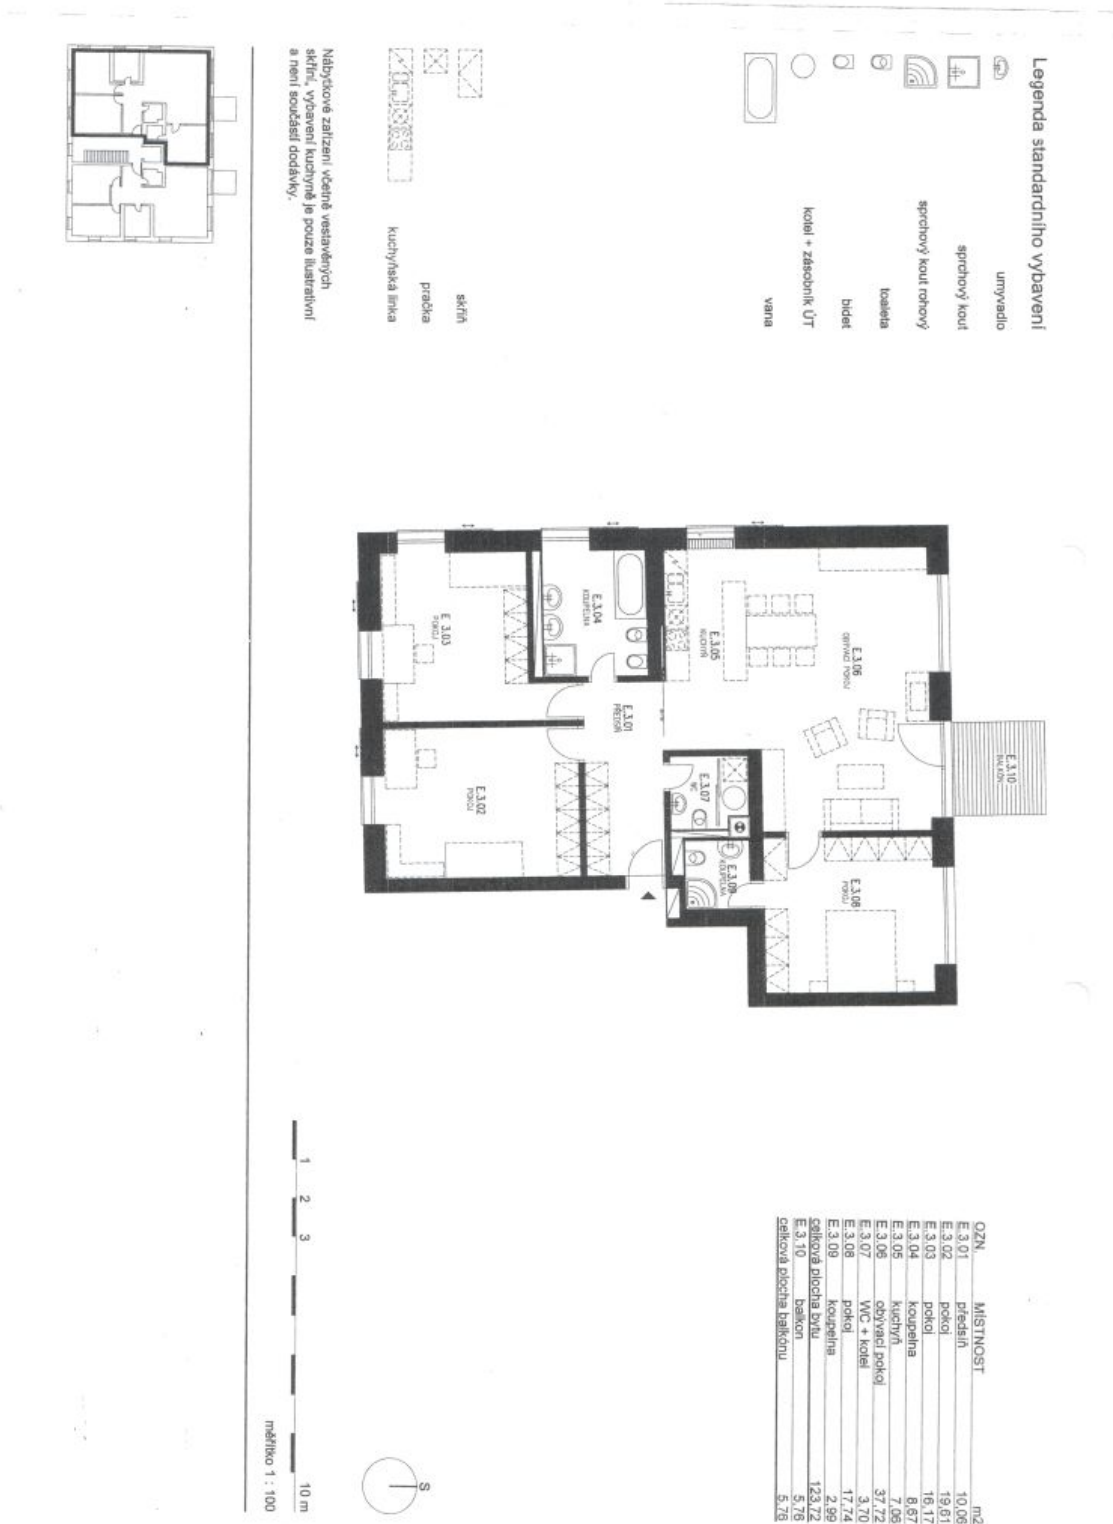 Legenda standardního vybavení
umyvadlo
sprchový kout
sprchový kout rohový
toaleta
bidet
kotel + zásobník ÚT
vana
skříň
pračka
kuchyňská linka
Nábytkové zařízení včetně vestavěných
skříní, vybavení kuchyně je pouze ilustrativní
a není součástí dodávky.
E.3.10
BALKÓN
E.3.06
OBÝVACÍ POKOJ
E.3.08
POKOJ
E.3.05
KUCHYŇ
E.3.07
WC
E.3.09
KOUPELNA
E.3.04
KOUPELNA
E.3.01
PŘEDSÍŇ
E.3.03
POKOJ
E.3.02
POKOJ
OZN. MÍSTNOST m2
E.3.01 předsíň 10,06
E.3.02 pokoj 19,61
E.3.03 pokoj 16,17
E.3.04 koupelna 8,67
E.3.05 kuchyň 7,06
E.3.06 obývací pokoj 37,72
E.3.07 WC + kotel 3,70
E.3.08 pokoj 17,74
E.3.09 koupelna 2,99
celková plocha bytu 123,72
E.3.10 balkon 5,76
celková plocha balkónu 5,76
S
1 2 3 10 m
měřítko 1 : 100